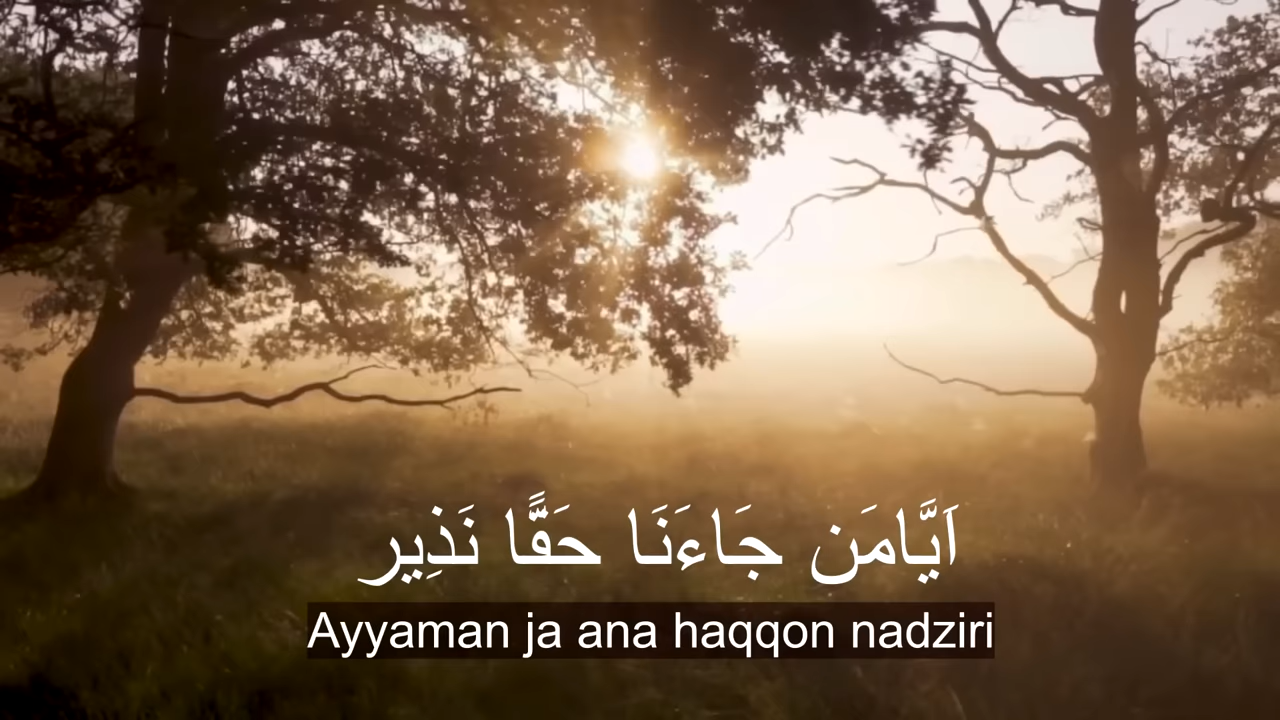 اَيَّامَن جَاءَنَا حَقًّا نَذِير
Ayyaman ja ana haqqon nadziri